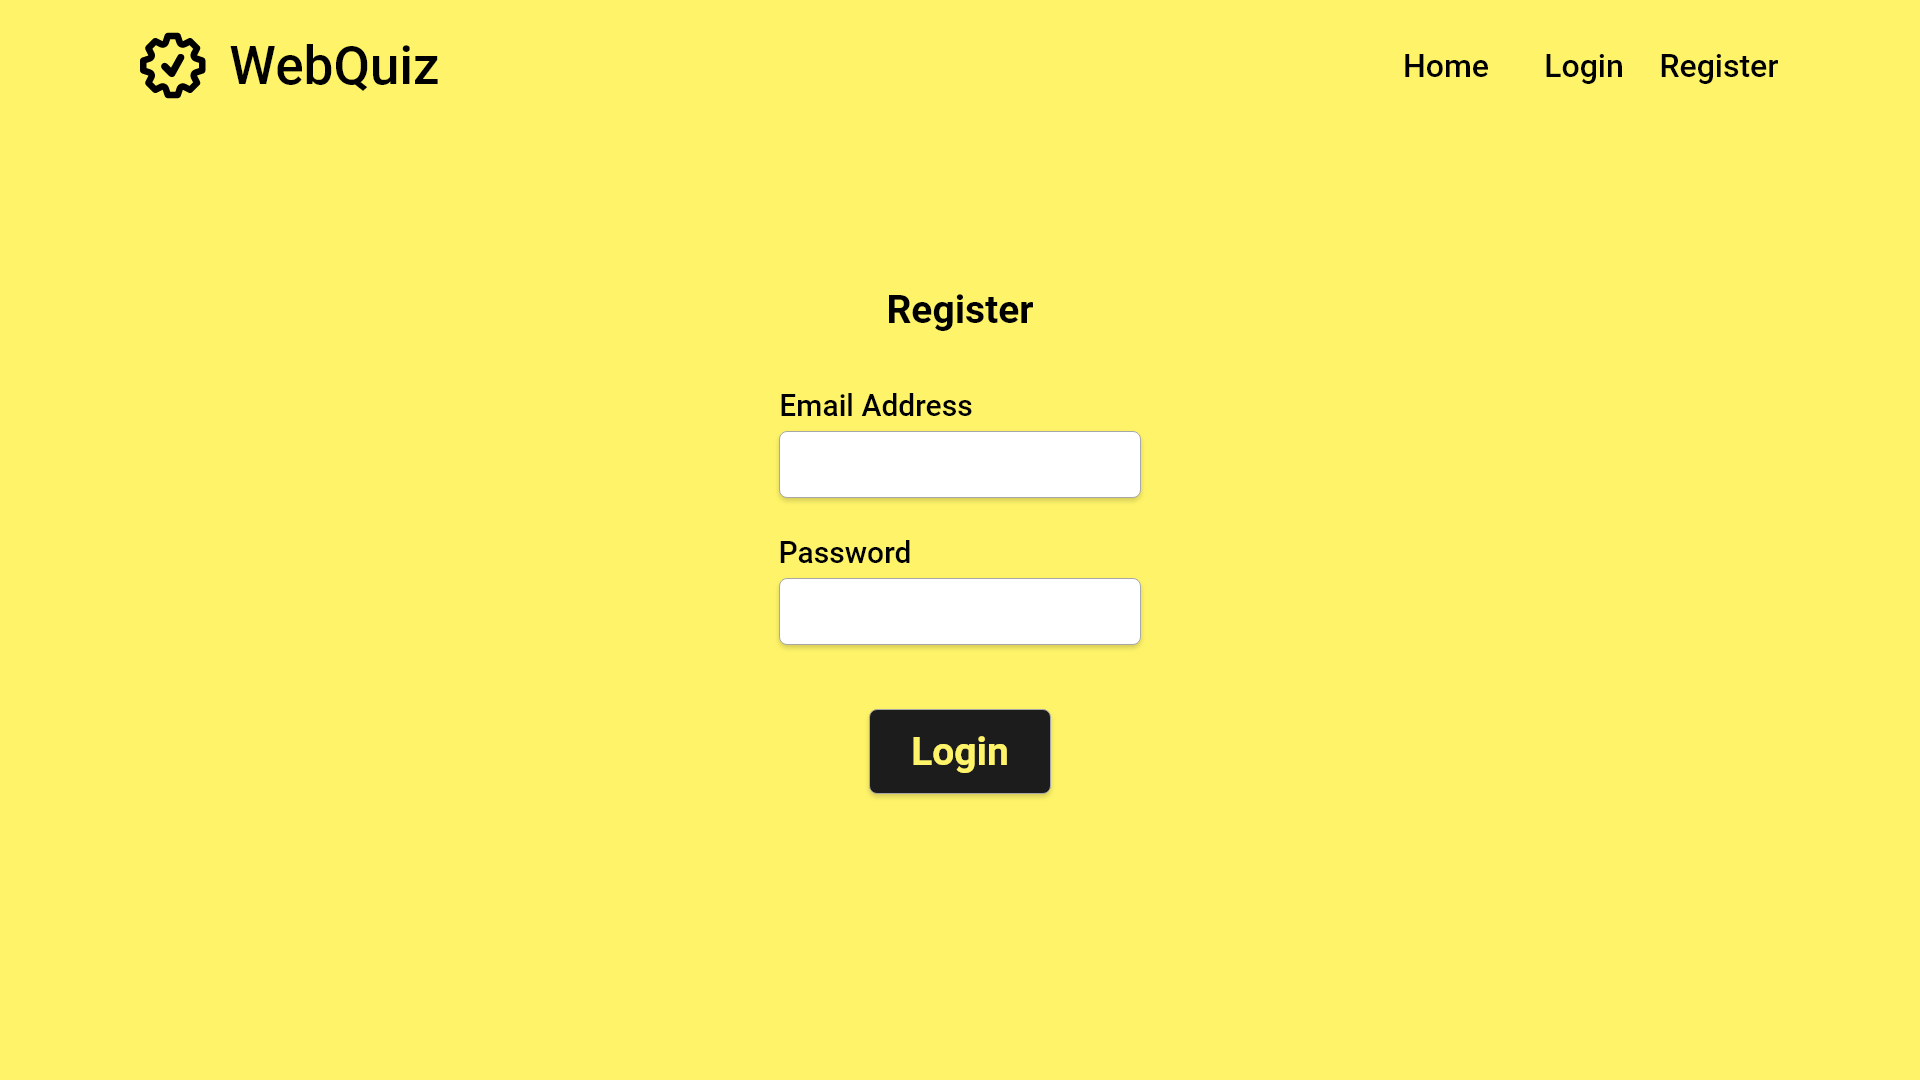 WebQuiz
Home Login Register
Register
Email Address
Password
Login